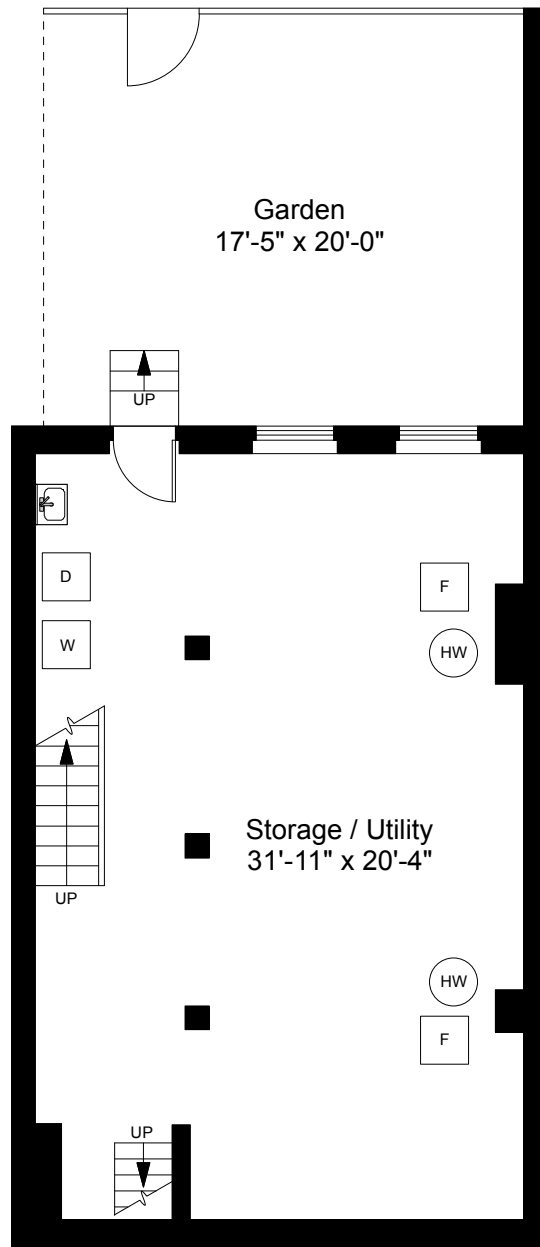 Garden
17'-5" x 20'-0"
UP
D
F
W
HW
Storage / Utility
31'-11" x 20'-4"
UP
HW
F
UP